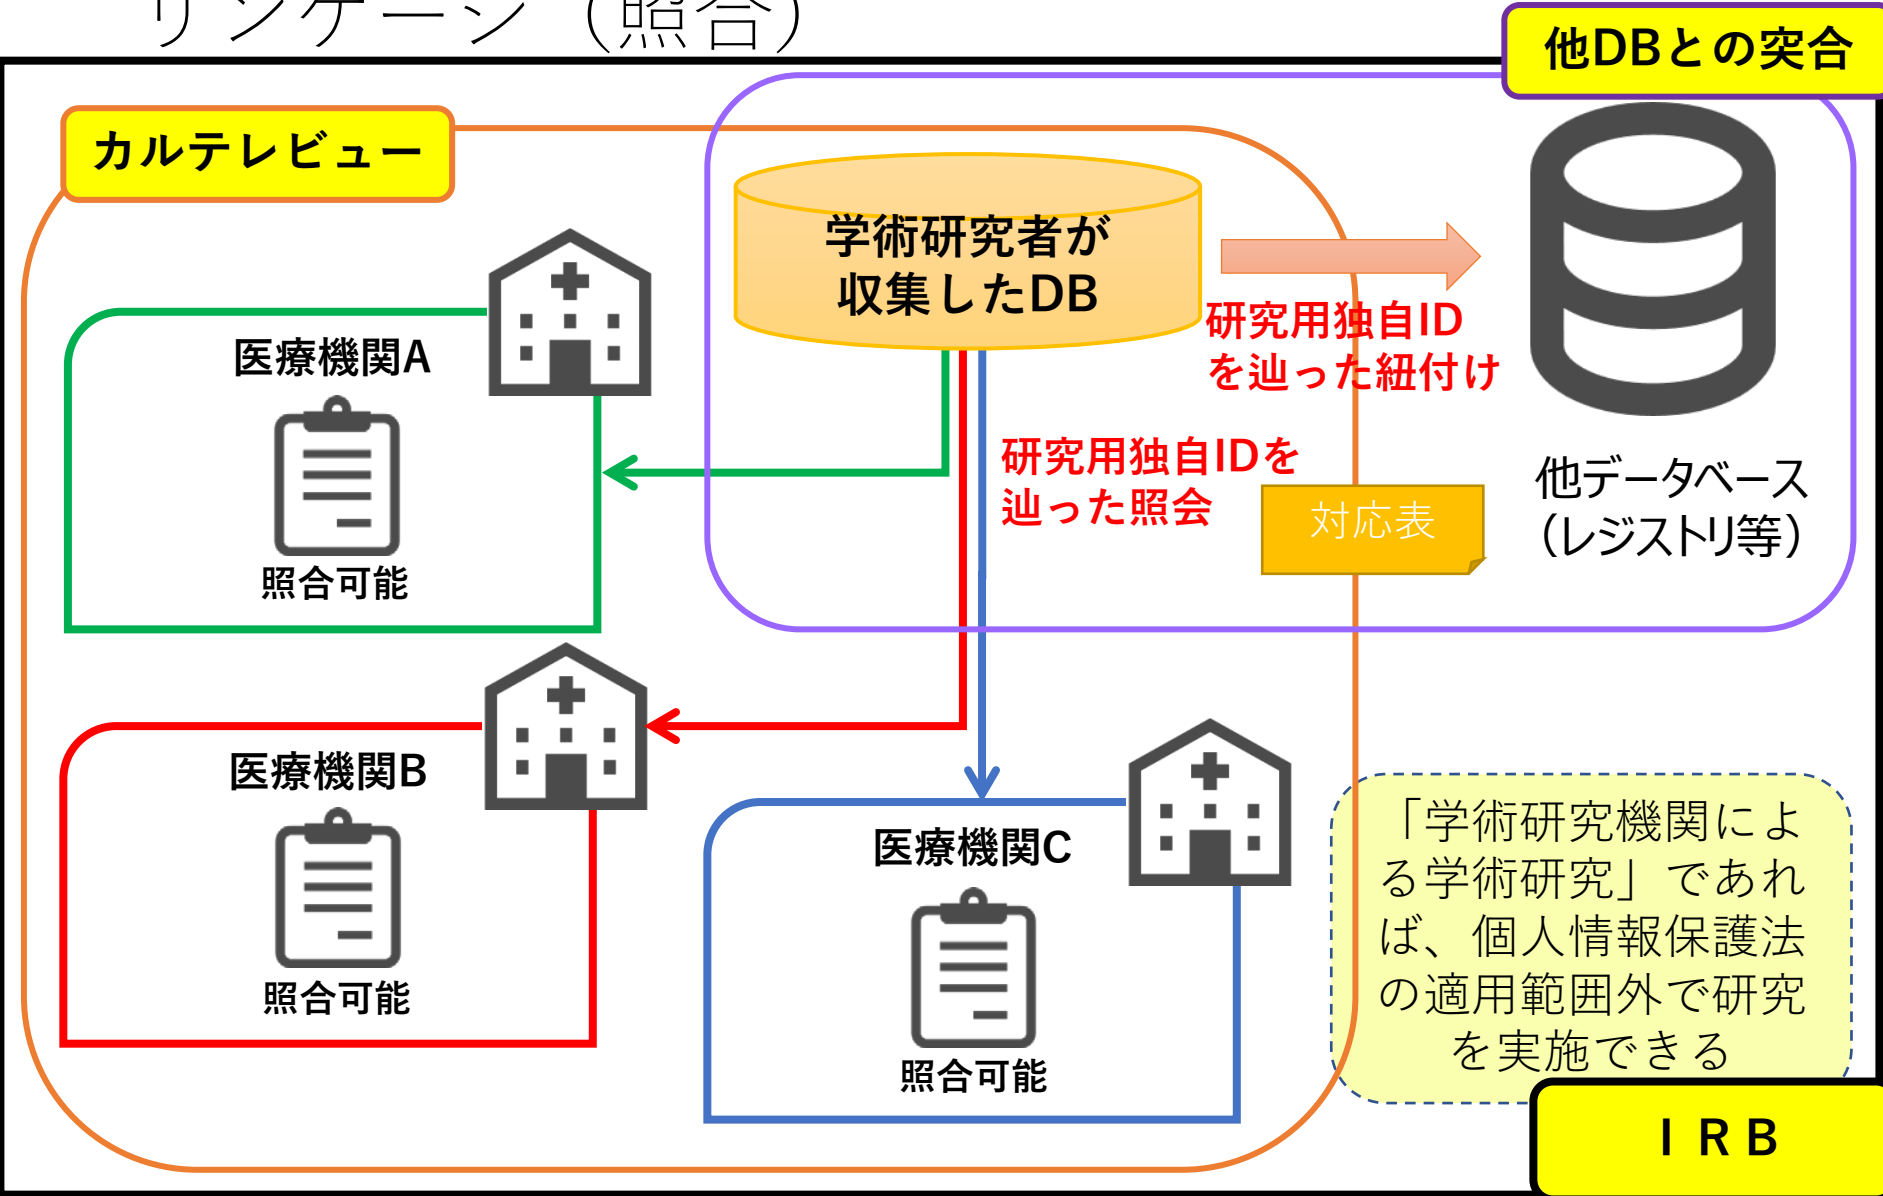 リンケージ（照合）
他DBとの突合
カルテレビュー
学術研究者が
収集したDB
研究用独自ID
を辿った紐付け
医療機関A
研究用独自IDを
辿った照会
対応表
他データベース
（レジストリ等）
照合可能
医療機関B
照合可能
医療機関C
照合可能
「学術研究機関によ
る学術研究」であれ
ば、個人情報保護法
の適用範囲外で研究
を実施できる
ＩＲＢ